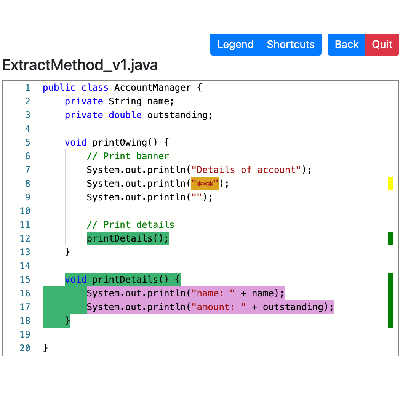 Legend Shortcuts Back Quit
ExtractMethod_v1.java
1 public class AccountManager {
2 private String name;
3 private double outstanding;
4
5 void printOwing() {
6 // Print banner
7 System.out.println("Details of account");
8 System.out.println("***");
9 System.out.println("");
10
11 // Print details
12 printDetails();
13 }
14
15 void printDetails() {
16 System.out.println("name: " + name);
17 System.out.println("amount: " + outstanding);
18 }
19
20 }